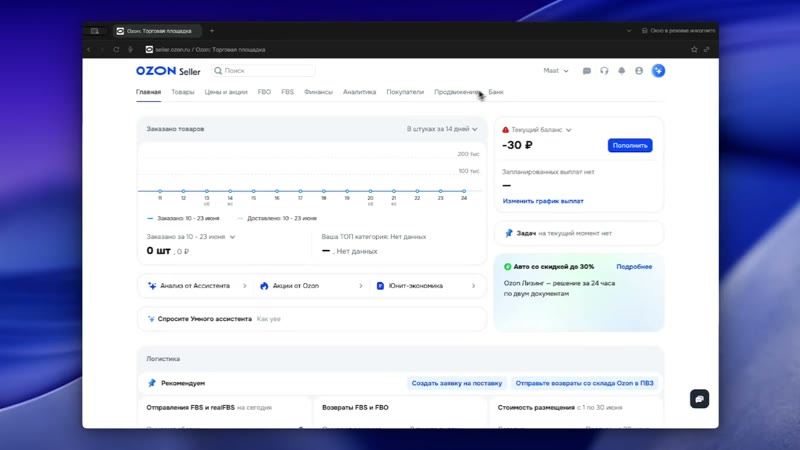 Ozon: Торговая площадка
Окно в режиме инкогнито
seller.ozon.ru / Ozon: Торговая площадка
OZON Seller
Поиск
Maat
Главная Товары Цены и акции FBO FBS Финансы Аналитика Покупатели Продвижение Банк
Заказано товаров
В штуках за 14 дней
200 тыс
100 тыс
11 12 13 14 15 16 17 18 19 20 21 22 23 24
сб вс сб вс
Заказано: 10 - 23 июня
Доставлено: 10 - 23 июня
Заказано за 10 - 23 июня
0 шт , 0 ₽
Ваша ТОП категория: Нет данных
— , Нет данных
Анализ от Ассистента
Акции от Ozon
Юнит-экономика
Спросите Умного ассистента
Как уве
Текущий баланс
-30 ₽
Пополнить
Запланированных выплат нет
—
Изменить график выплат
Задач на текущий момент нет
Авто со скидкой до 30%
Подробнее
Ozon Лизинг — решение за 24 часа
по двум документам
Логистика
Рекомендуем
Создать заявку на поставку
Отправьте возвраты со склада Ozon в ПВЗ
Отправления FBS и realFBS на сегодня
Возвраты FBS и FBO
Стоимость размещения с 1 по 30 июня